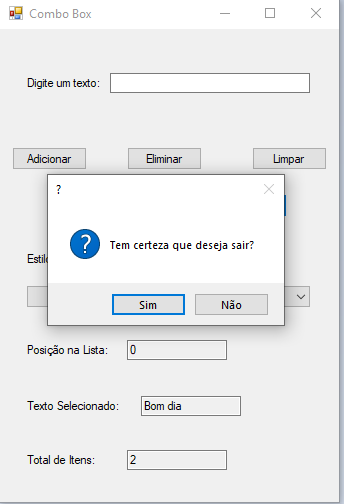 Combo Box
Digite um texto:
Adicionar Eliminar Limpar
?
Tem certeza que deseja sair?
Sim Não
Posição na Lista: 0
Texto Selecionado: Bom dia
Total de Itens: 2